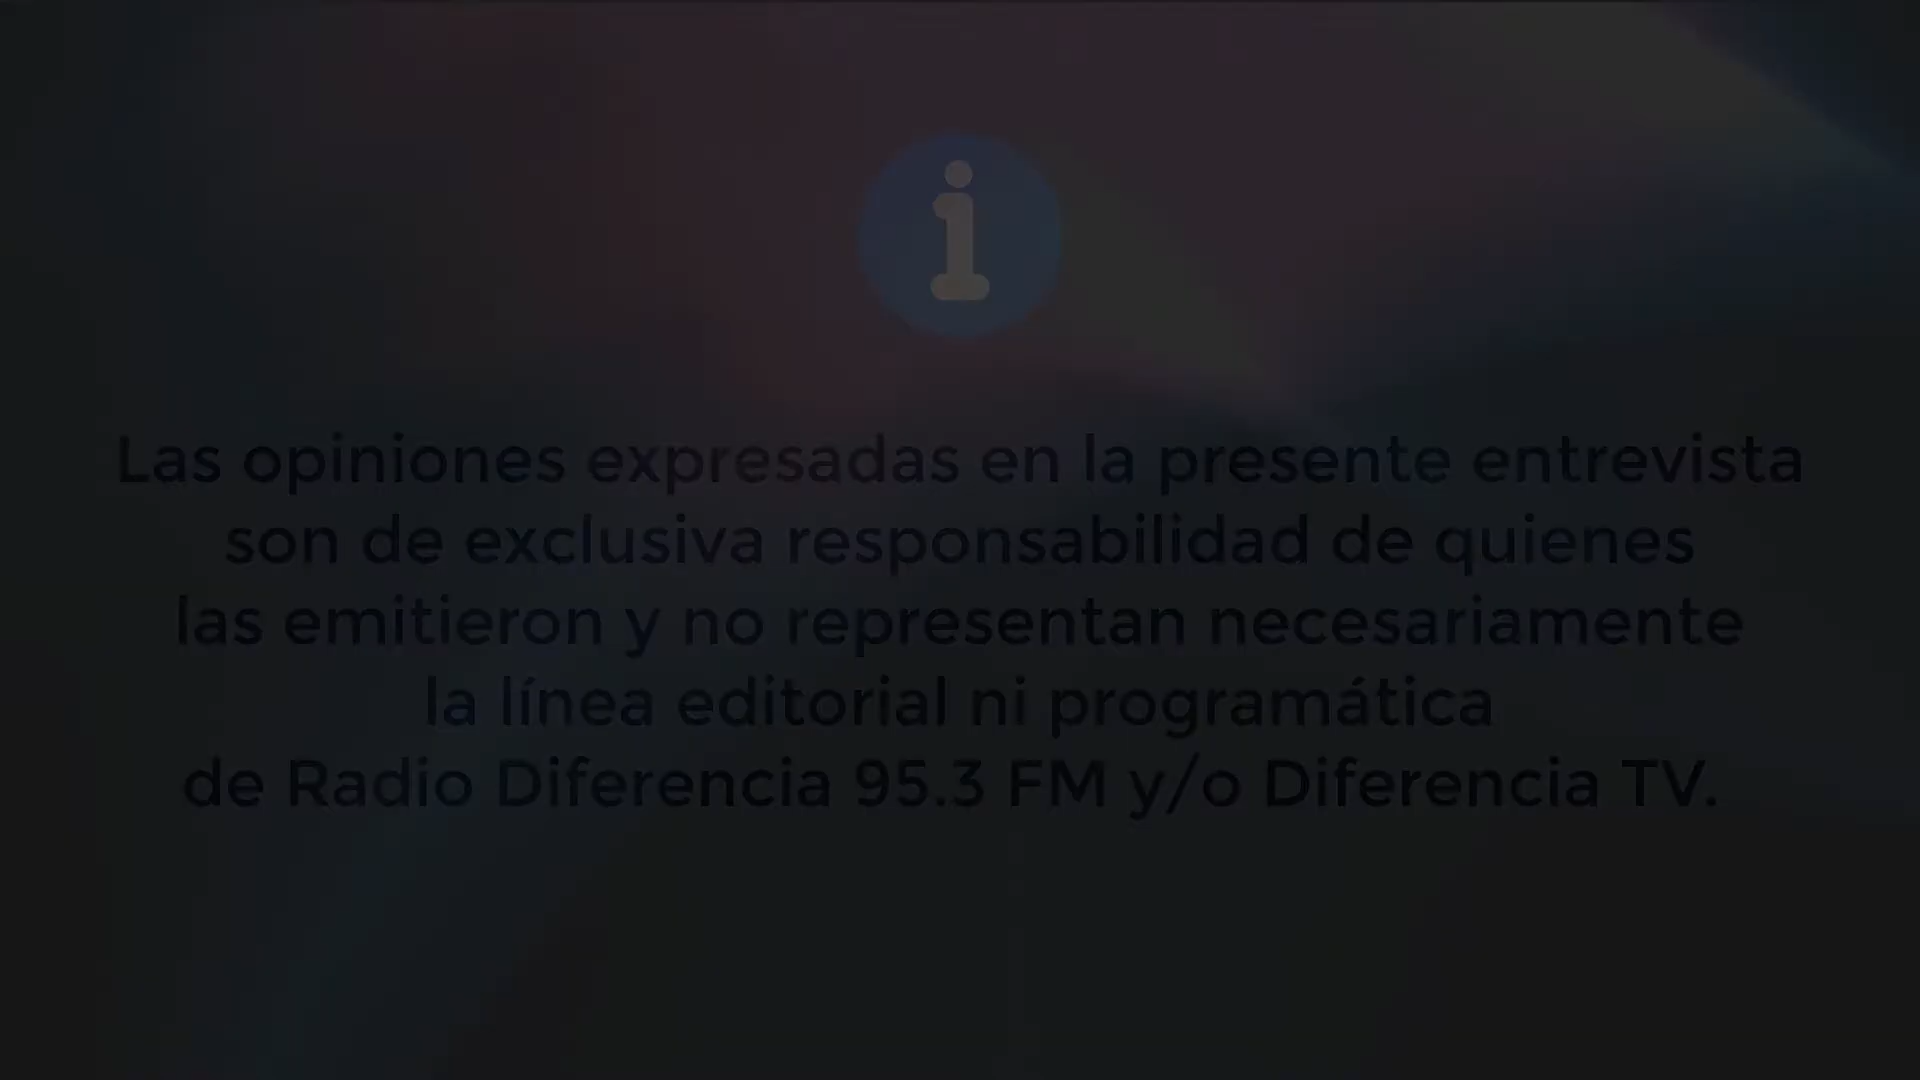 Las opiniones expresadas en la presente entrevista
son de exclusiva responsabilidad de quienes
las emitieron y no representan necesariamente
la línea editorial ni programática
de Radio Diferencia 95.3 FM y/o Diferencia TV.